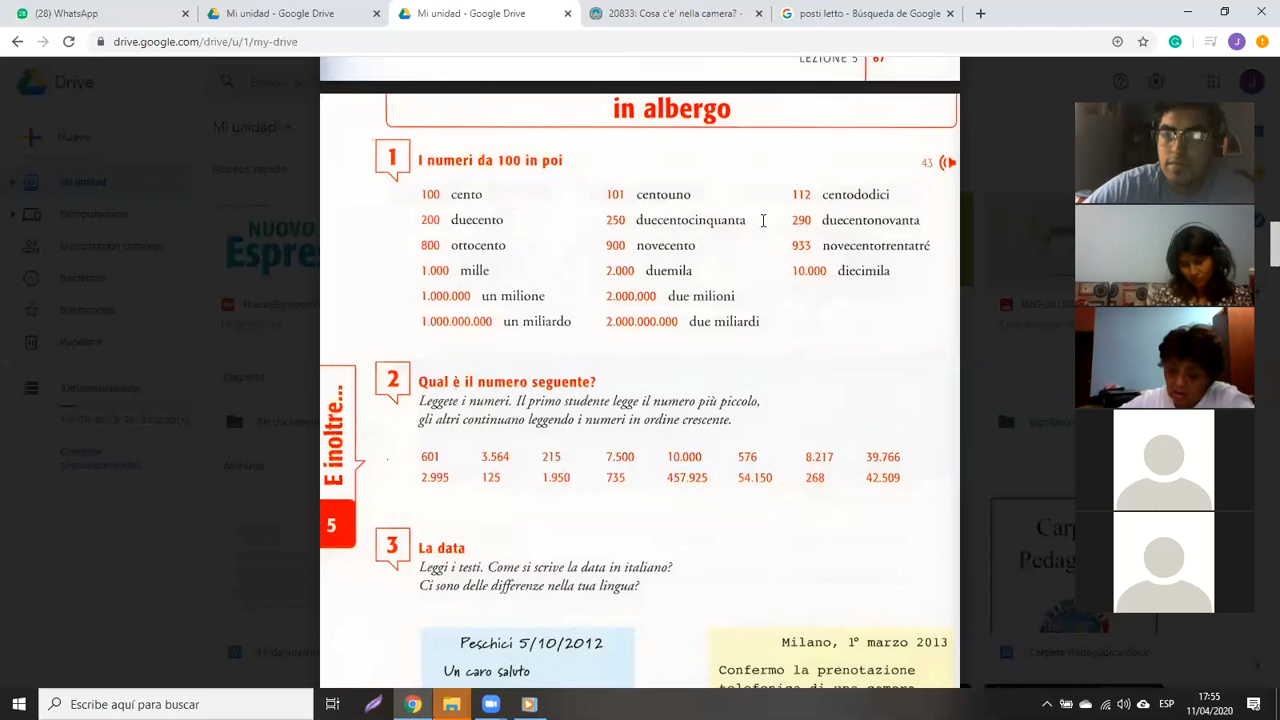 (28) WhatsApp
Mi unidad - Google Drive
20833: Cosa c'è? - EMBED
posti letto - Búsqueda de Google
drive.google.com/drive/u/1/my-drive
Drive
Nuevo
Mi unidad
LEZIONE 5 67
in albergo
1 I numeri da 100 in poi 43
100 cento 101 centouno 112 centododici
200 duecento 250 duecentocinquanta 290 duecentonovanta
800 ottocento 900 novecento 933 novecentotrentatré
1.000 mille 2.000 duemila 10.000 diecimila
1.000.000 un milione 2.000.000 due milioni
1.000.000.000 un miliardo 2.000.000.000 due miliardi
2 Qual è il numero seguente?
Leggete i numeri. Il primo studente legge il numero più piccolo,
gli altri continuano leggendo i numeri in ordine crescente.
601 3.564 215 7.500 10.000 576 8.217 39.766
2.995 125 1.950 735 457.925 54.150 268 42.509
E inoltre...
5
3 La data
Leggi i testi. Come si scrive la data in italiano?
Ci sono delle differenze nella tua lingua?
Peschici 5/10/2012
Un caro saluto
Milano, 1° marzo 2013
Confermo la prenotazione
telefonica di una camera
Escribe aquí para buscar
ESP
17:55
11/04/2020